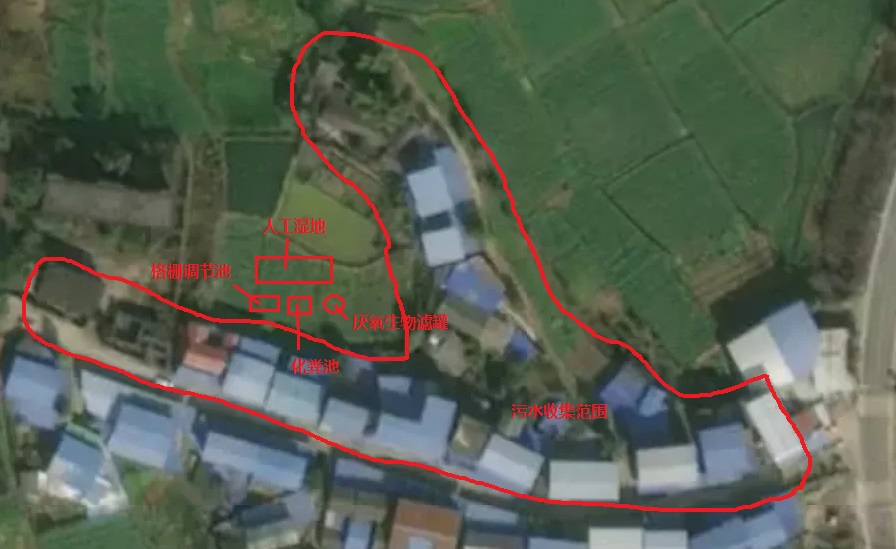 人工湿地
格栅调节池
厌氧生物滤罐
化粪池
污水收集范围